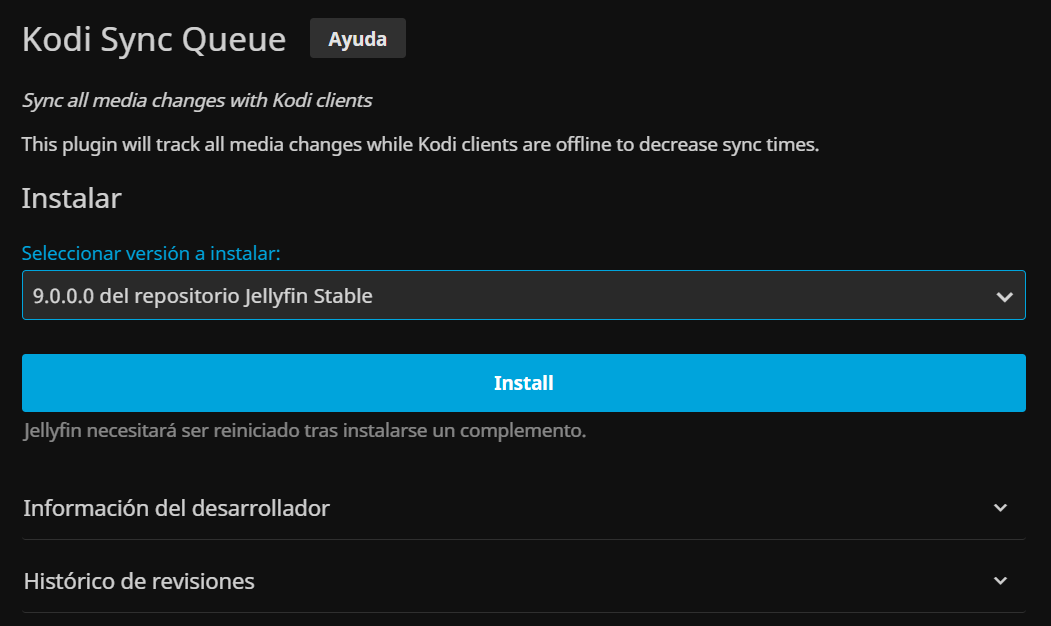 Kodi Sync Queue
Ayuda
Sync all media changes with Kodi clients
This plugin will track all media changes while Kodi clients are offline to decrease sync times.
Instalar
Seleccionar versión a instalar:
9.0.0.0 del repositorio Jellyfin Stable
Install
Jellyfin necesitará ser reiniciado tras instalarse un complemento.
Información del desarrollador
Histórico de revisiones